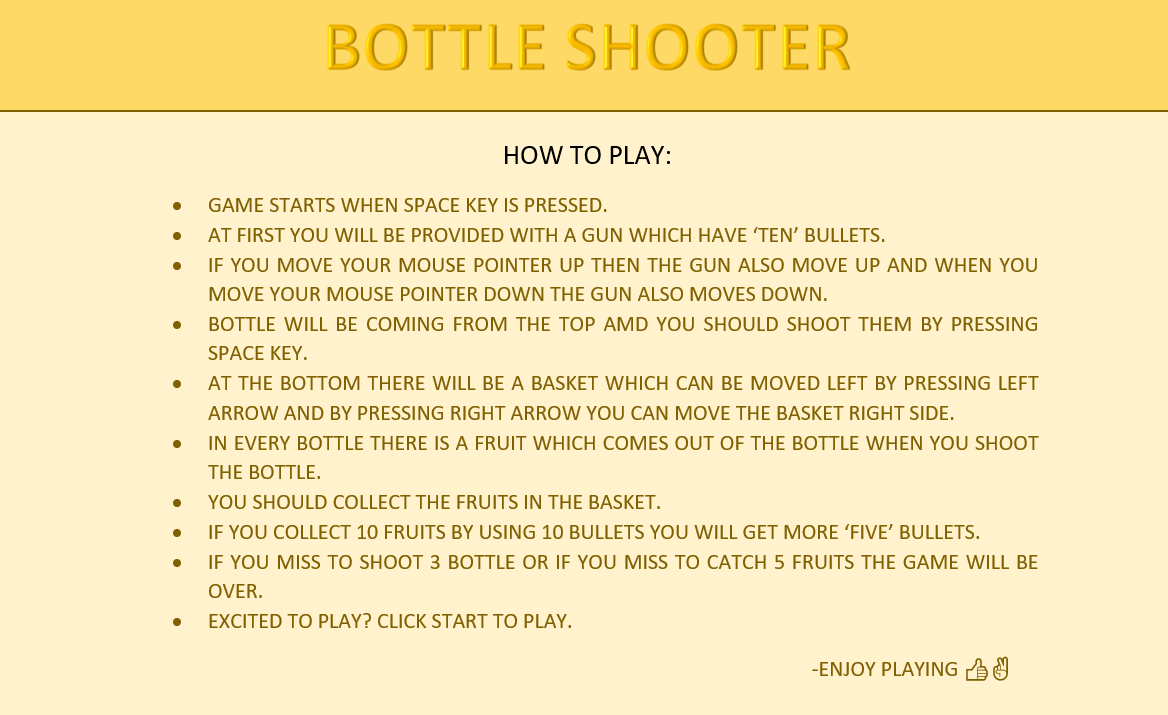 BOTTLE SHOOTER
HOW TO PLAY:
● GAME STARTS WHEN SPACE KEY IS PRESSED.
● AT FIRST YOU WILL BE PROVIDED WITH A GUN WHICH HAVE ‘TEN’ BULLETS.
● IF YOU MOVE YOUR MOUSE POINTER UP THEN THE GUN ALSO MOVE UP AND WHEN YOU
MOVE YOUR MOUSE POINTER DOWN THE GUN ALSO MOVES DOWN.
● BOTTLE WILL BE COMING FROM THE TOP AMD YOU SHOULD SHOOT THEM BY PRESSING
SPACE KEY.
● AT THE BOTTOM THERE WILL BE A BASKET WHICH CAN BE MOVED LEFT BY PRESSING LEFT
ARROW AND BY PRESSING RIGHT ARROW YOU CAN MOVE THE BASKET RIGHT SIDE.
● IN EVERY BOTTLE THERE IS A FRUIT WHICH COMES OUT OF THE BOTTLE WHEN YOU SHOOT
THE BOTTLE.
● YOU SHOULD COLLECT THE FRUITS IN THE BASKET.
● IF YOU COLLECT 10 FRUITS BY USING 10 BULLETS YOU WILL GET MORE ‘FIVE’ BULLETS.
● IF YOU MISS TO SHOOT 3 BOTTLE OR IF YOU MISS TO CATCH 5 FRUITS THE GAME WILL BE
OVER.
● EXCITED TO PLAY? CLICK START TO PLAY.
-ENJOY PLAYING 👍✌